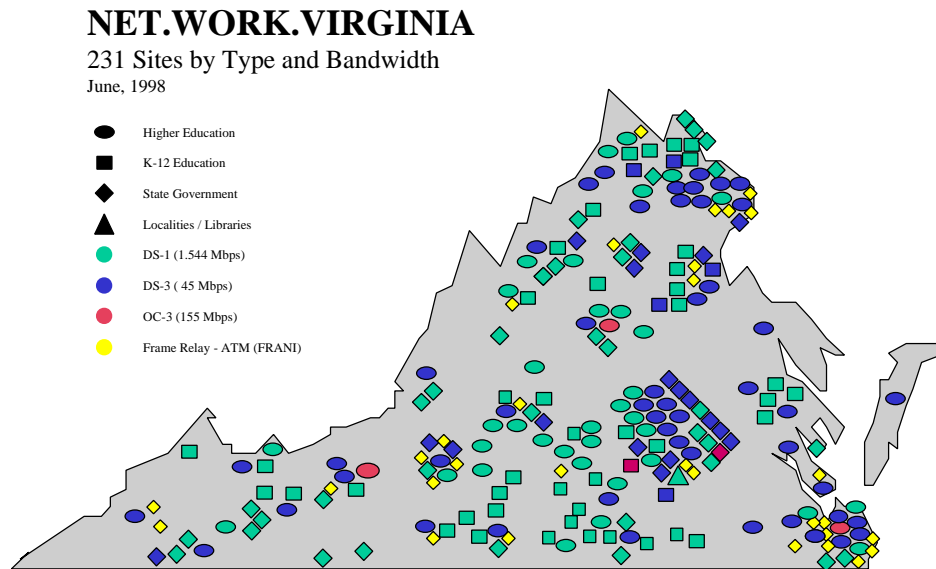 NET.WORK.VIRGINIA
231 Sites by Type and Bandwidth
June, 1998
Higher Education
K-12 Education
State Government
Localities / Libraries
DS-1 (1.544 Mbps)
DS-3 ( 45 Mbps)
OC-3 (155 Mbps)
Frame Relay - ATM (FRANI)